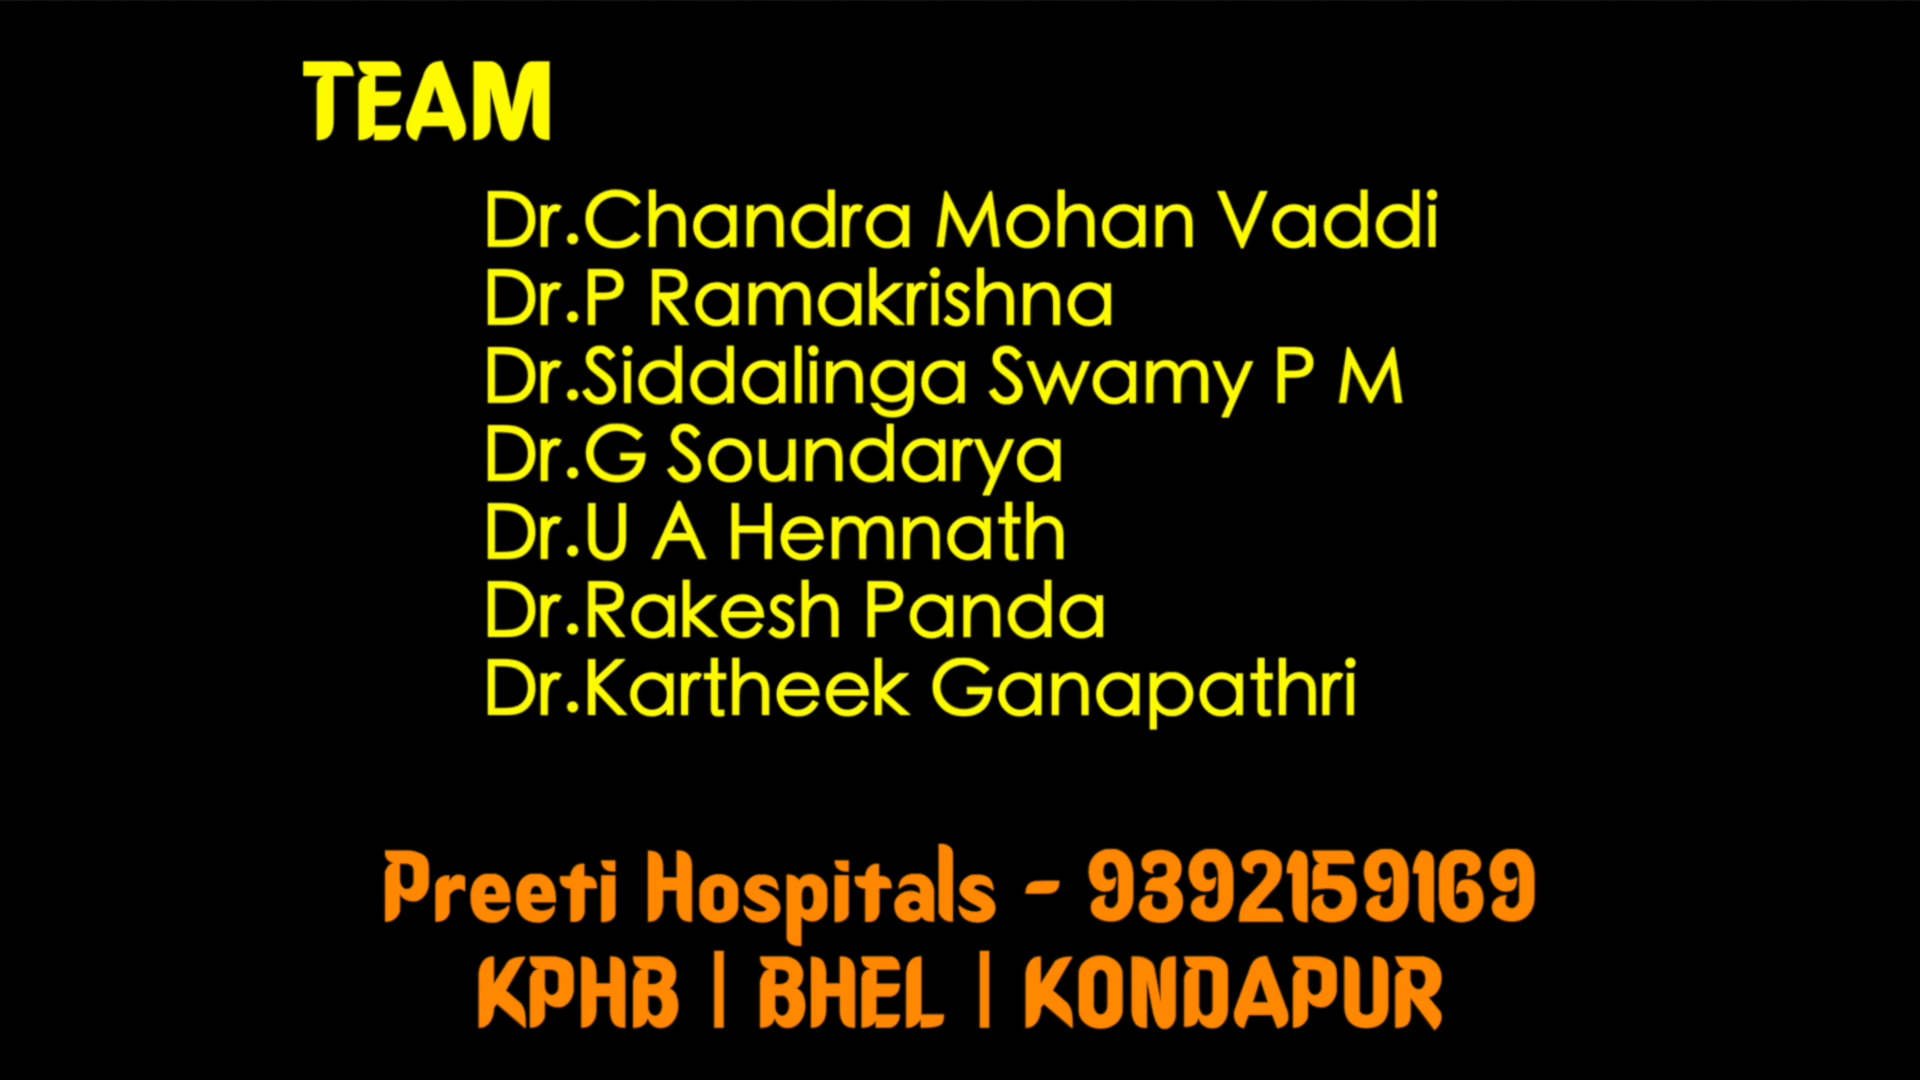 TEAM
Dr.Chandra Mohan Vaddi
Dr.P Ramakrishna
Dr.Siddalinga Swamy P M
Dr.G Soundarya
Dr.U A Hemnath
Dr.Rakesh Panda
Dr.Kartheek Ganapathri
Preeti Hospitals - 9392159169
KPHB | BHEL | KONDAPUR